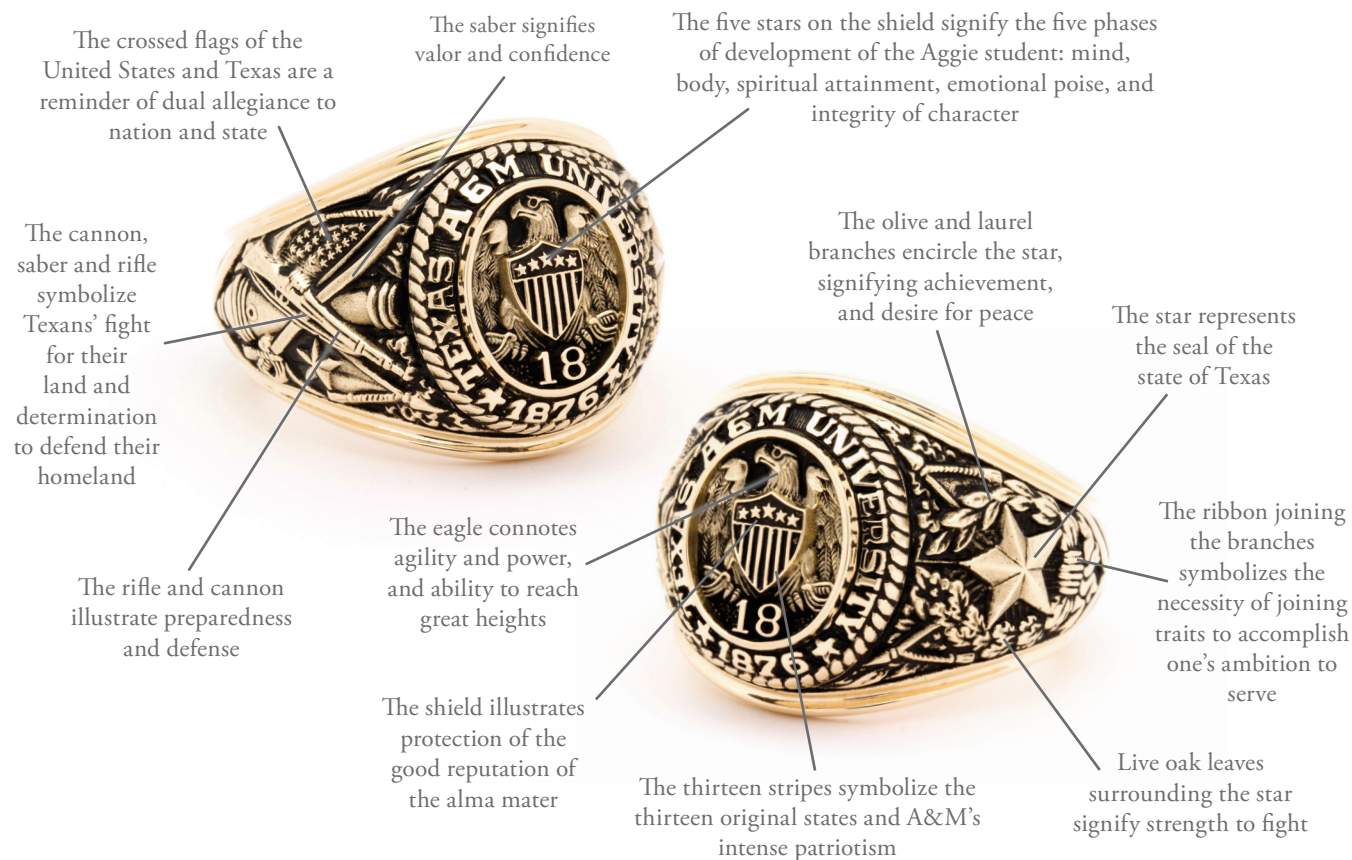 The crossed flags of the
United States and Texas are a
reminder of dual allegiance to
nation and state
The saber signifies
valor and confidence
The five stars on the shield signify the five phases
of development of the Aggie student: mind,
body, spiritual attainment, emotional poise, and
integrity of character
The cannon,
saber and rifle
symbolize
Texans’ fight
for their
land and
determination
to defend their
homeland
TEXAS A&M UNIVERSITY
18
1876
The olive and laurel
branches encircle the star,
signifying achievement,
and desire for peace
The star represents
the seal of the
state of Texas
The rifle and cannon
illustrate preparedness
and defense
The eagle connotes
agility and power,
and ability to reach
great heights
TEXAS A&M UNIVERSITY
18
1876
The ribbon joining
the branches
symbolizes the
necessity of joining
traits to accomplish
one’s ambition to
serve
The shield illustrates
protection of the
good reputation of
the alma mater
The thirteen stripes symbolize the
thirteen original states and A&M’s
intense patriotism
Live oak leaves
surrounding the star
signify strength to fight